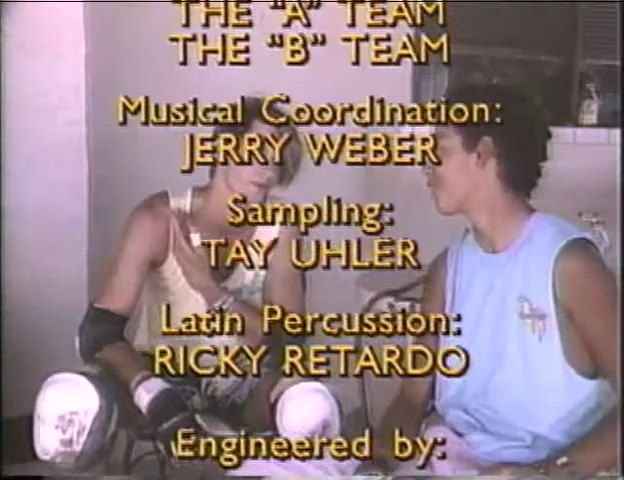 THE "A" TEAM
THE "B" TEAM
Musical Coordination:
JERRY WEBER
Sampling:
TAY UHLER
Latin Percussion:
RICKY RETARDO
Engineered by: